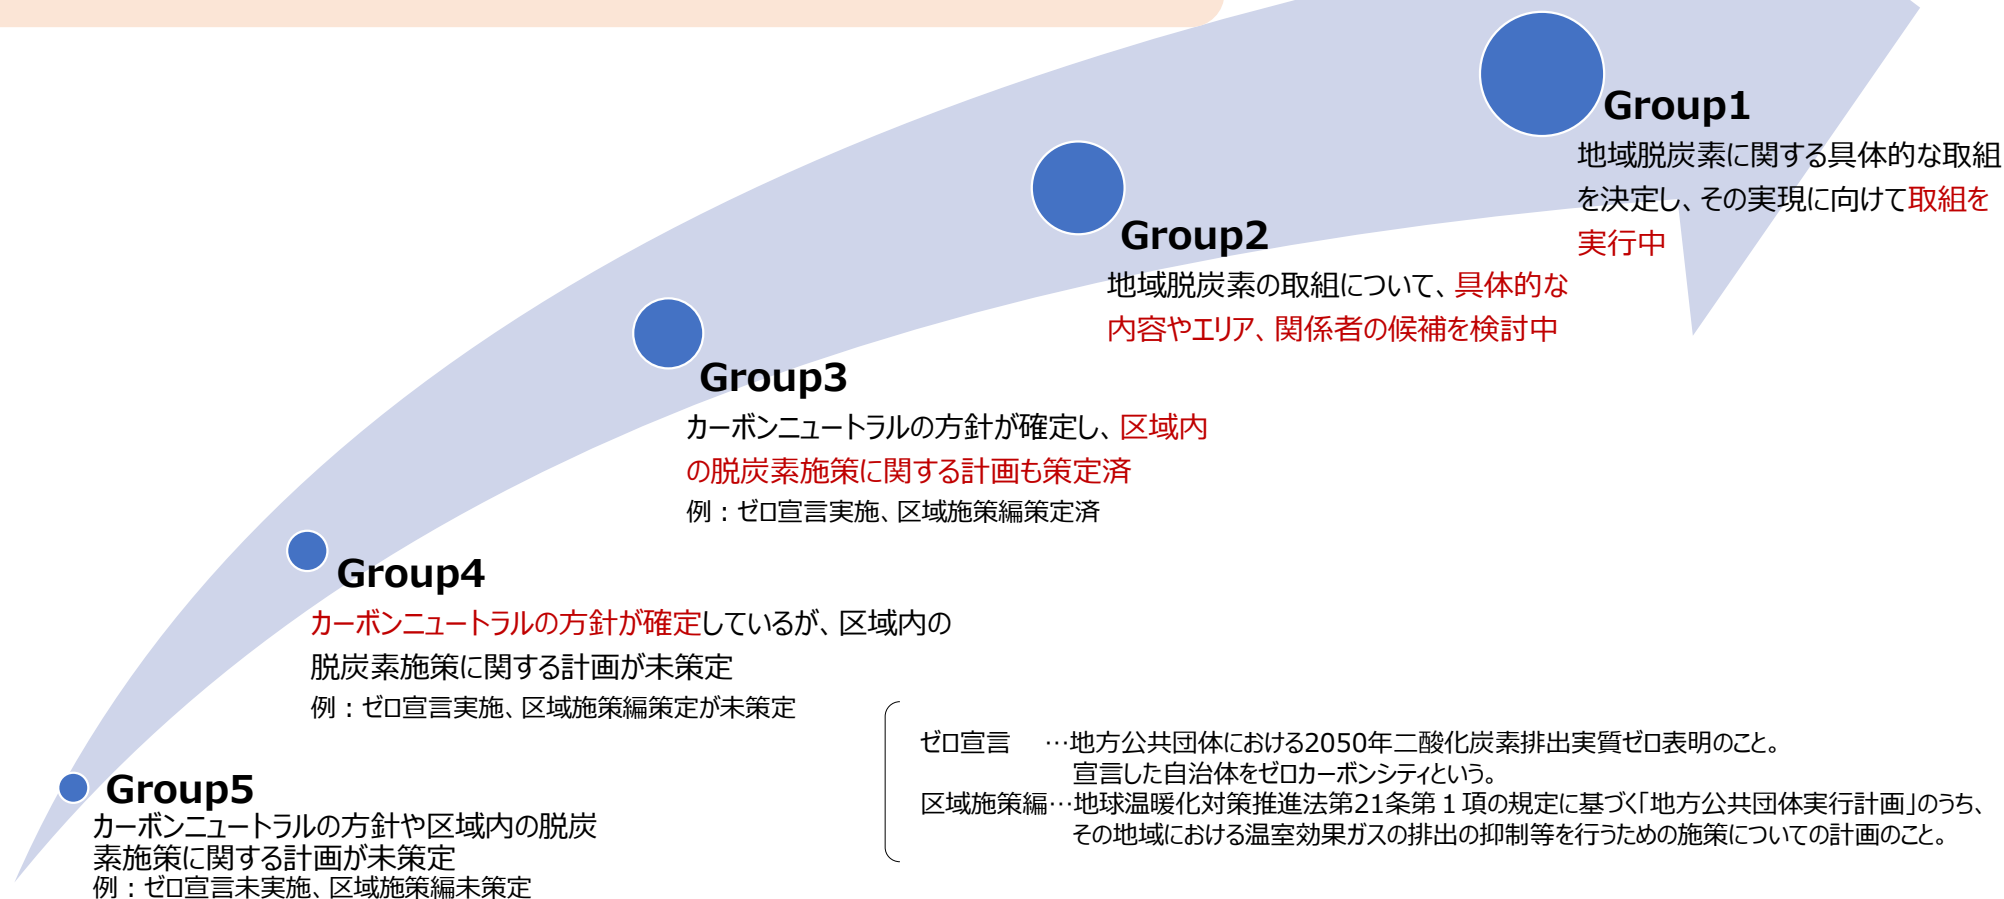 Group1
地域脱炭素に関する具体的な取組
を決定し、その実現に向けて取組を
実行中
Group2
地域脱炭素の取組について、具体的な
内容やエリア、関係者の候補を検討中
Group3
カーボンニュートラルの方針が確定し、区域内
の脱炭素施策に関する計画も策定済
例：ゼロ宣言実施、区域施策編策定済
Group4
カーボンニュートラルの方針が確定しているが、区域内の
脱炭素施策に関する計画が未策定
例：ゼロ宣言実施、区域施策編策定が未策定
Group5
カーボンニュートラルの方針や区域内の脱炭
素施策に関する計画が未策定
例：ゼロ宣言未実施、区域施策編未策定
ゼロ宣言　…地方公共団体における2050年二酸化炭素排出実質ゼロ表明のこと。
宣言した自治体をゼロカーボンシティという。
区域施策編…地球温暖化対策推進法第21条第１項の規定に基づく「地方公共団体実行計画」のうち、
その地域における温室効果ガスの排出の抑制等を行うための施策についての計画のこと。